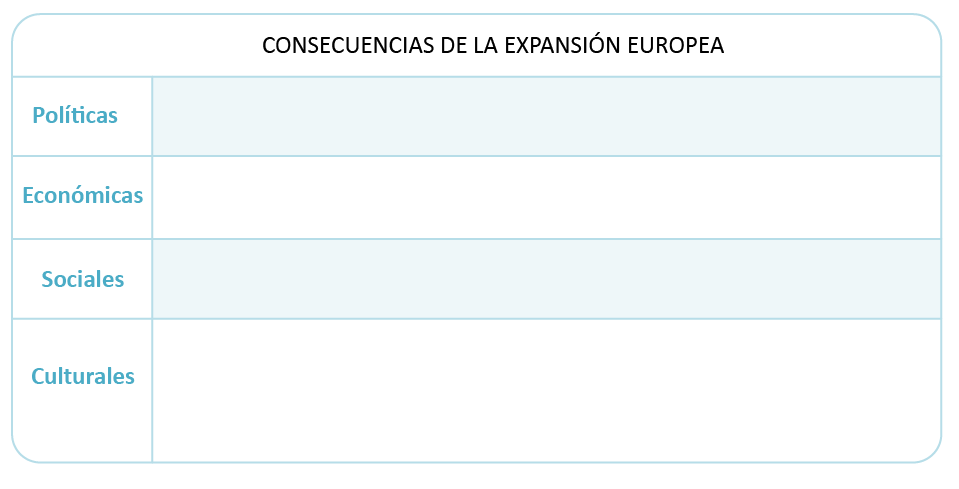 CONSECUENCIAS DE LA EXPANSIÓN EUROPEA
Políticas
Económicas
Sociales
Culturales